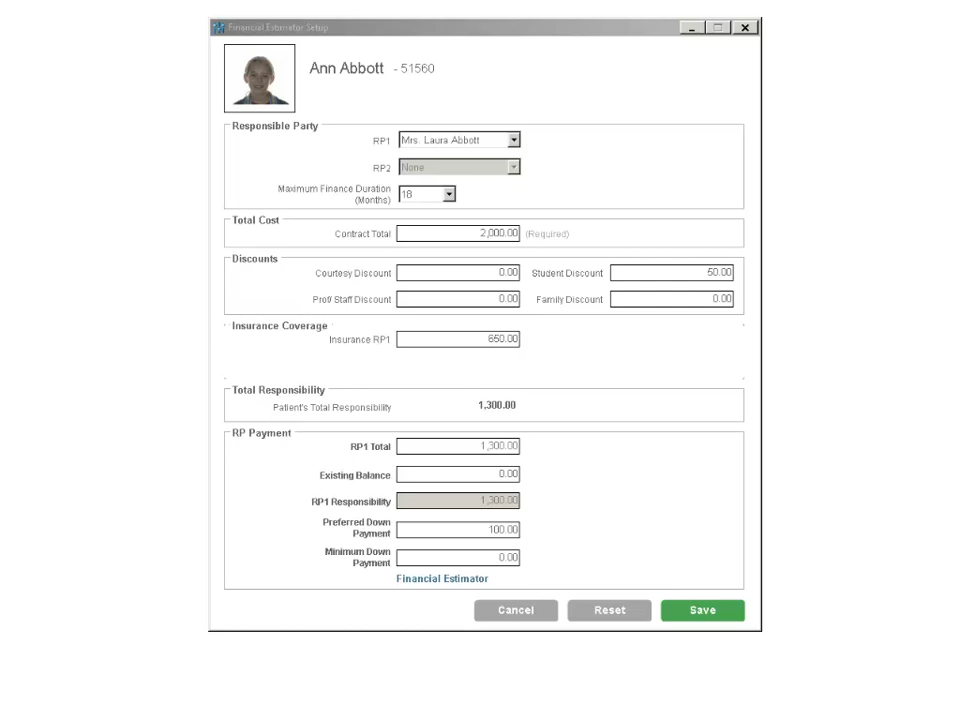 Financial Estimator Setup
Ann Abbott - 51560
Responsible Party
RP1 Mrs. Laura Abbott
RP2 None
Maximum Finance Duration
(Months) 18
Total Cost
Contract Total 2,000.00 (Required)
Discounts
Courtesy Discount 0.00 Student Discount 50.00
Prof/ Staff Discount 0.00 Family Discount 0.00
Insurance Coverage
Insurance RP1 650.00
Total Responsibility
Patient's Total Responsibility 1,300.00
RP Payment
RP1 Total 1,300.00
Existing Balance 0.00
RP1 Responsibility 1,300.00
Preferred Down
Payment 100.00
Minimum Down
Payment 0.00
Financial Estimator
Cancel Reset Save